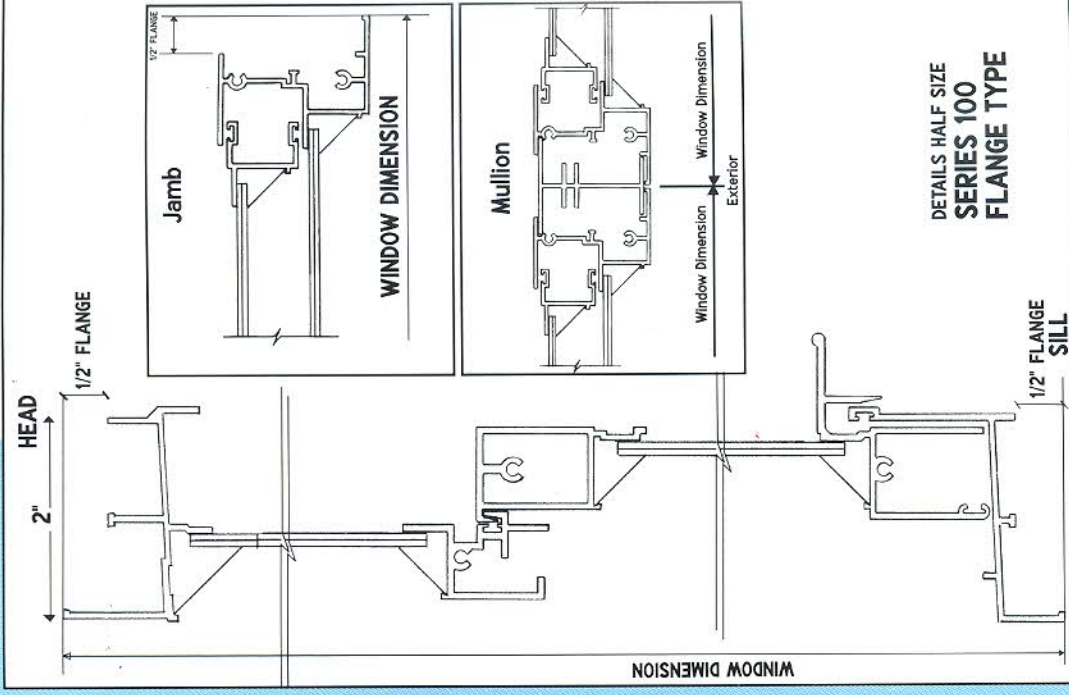 HEAD
2"
1/2" FLANGE
WINDOW DIMENSION
1/2" FLANGE
SILL
Jamb
1/2" FLANGE
WINDOW DIMENSION
Mullion
Window Dimension
Window Dimension
Exterior
DETAILS HALF SIZE
SERIES 100
FLANGE TYPE